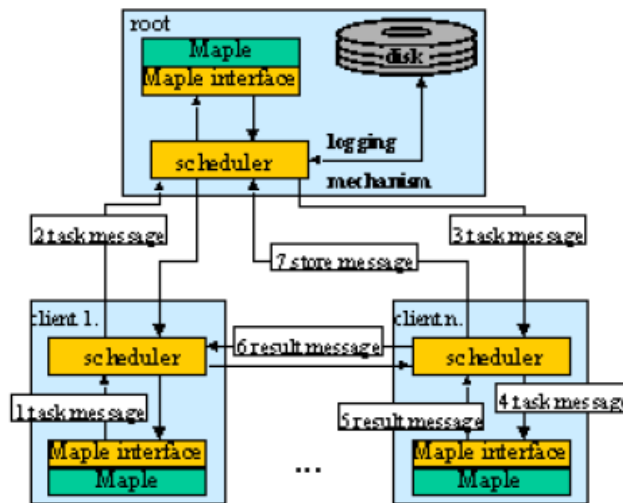 root
Maple
Maple interface
disk
logging
scheduler
mechanism
2 task message
3 task message
7 store message
client 1.
client n.
6 result message
scheduler
scheduler
1 task message
4 task message
5 result message
Maple interface
Maple interface
...
Maple
Maple